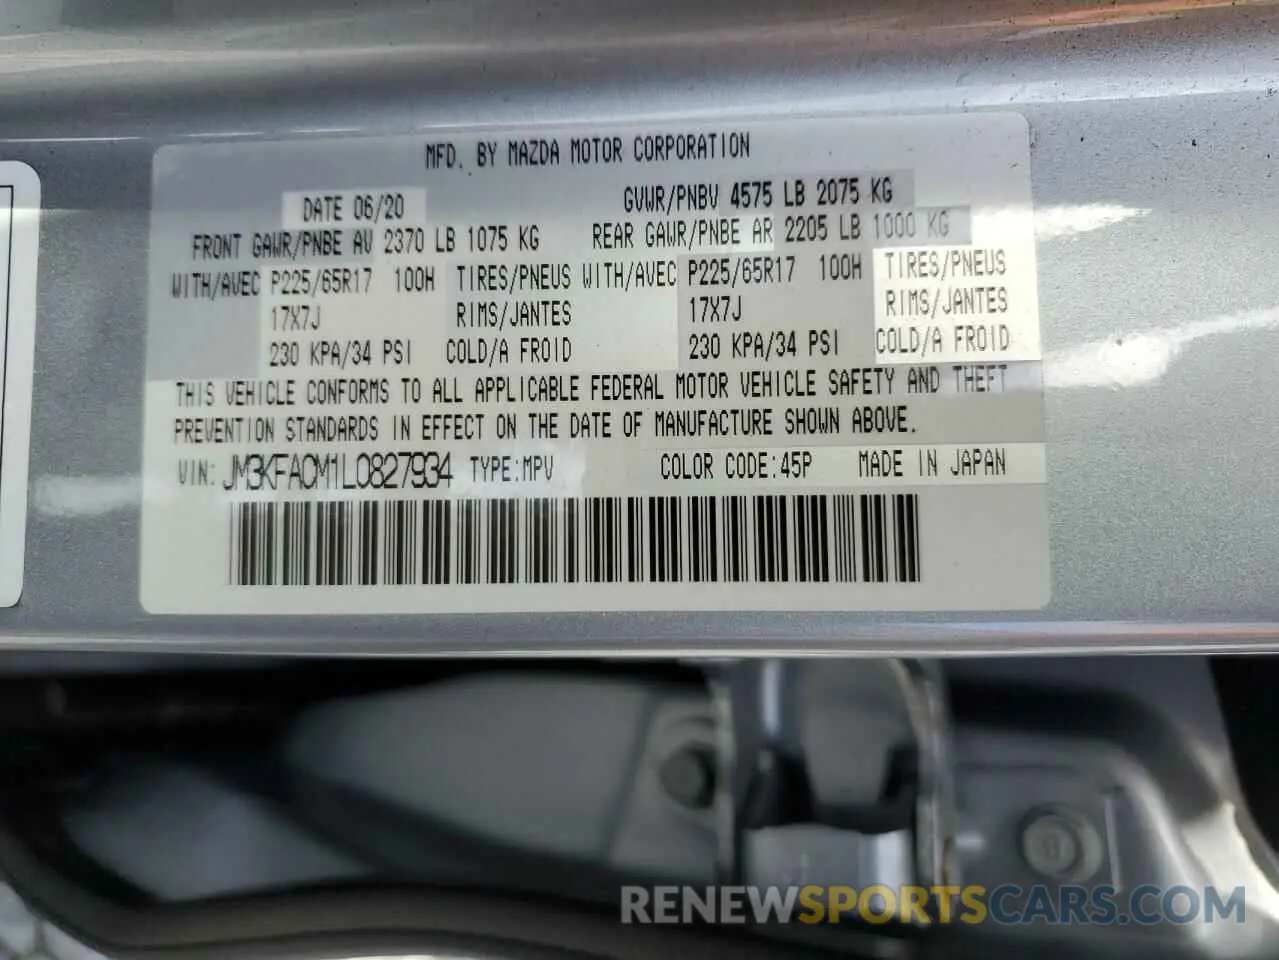 MFD. BY MAZDA MOTOR CORPORATION
DATE 06/20 GVWR/PNBV 4575 LB 2075 KG
FRONT GAWR/PNBE AV 2370 LB 1075 KG REAR GAWR/PNBE AR 2205 LB 1000 KG
WITH/AVEC P225/65R17 100H TIRES/PNEUS WITH/AVEC P225/65R17 100H TIRES/PNEUS
17X7J RIMS/JANTES 17X7J RIMS/JANTES
230 KPA/34 PSI COLD/A FROID 230 KPA/34 PSI COLD/A FROID
THIS VEHICLE CONFORMS TO ALL APPLICABLE FEDERAL MOTOR VEHICLE SAFETY AND THEFT
PREVENTION STANDARDS IN EFFECT ON THE DATE OF MANUFACTURE SHOWN ABOVE.
VIN: JM3KFACM1L0827934 TYPE:MPV COLOR CODE:45P MADE IN JAPAN
RENEWSPORTSCARS.COM